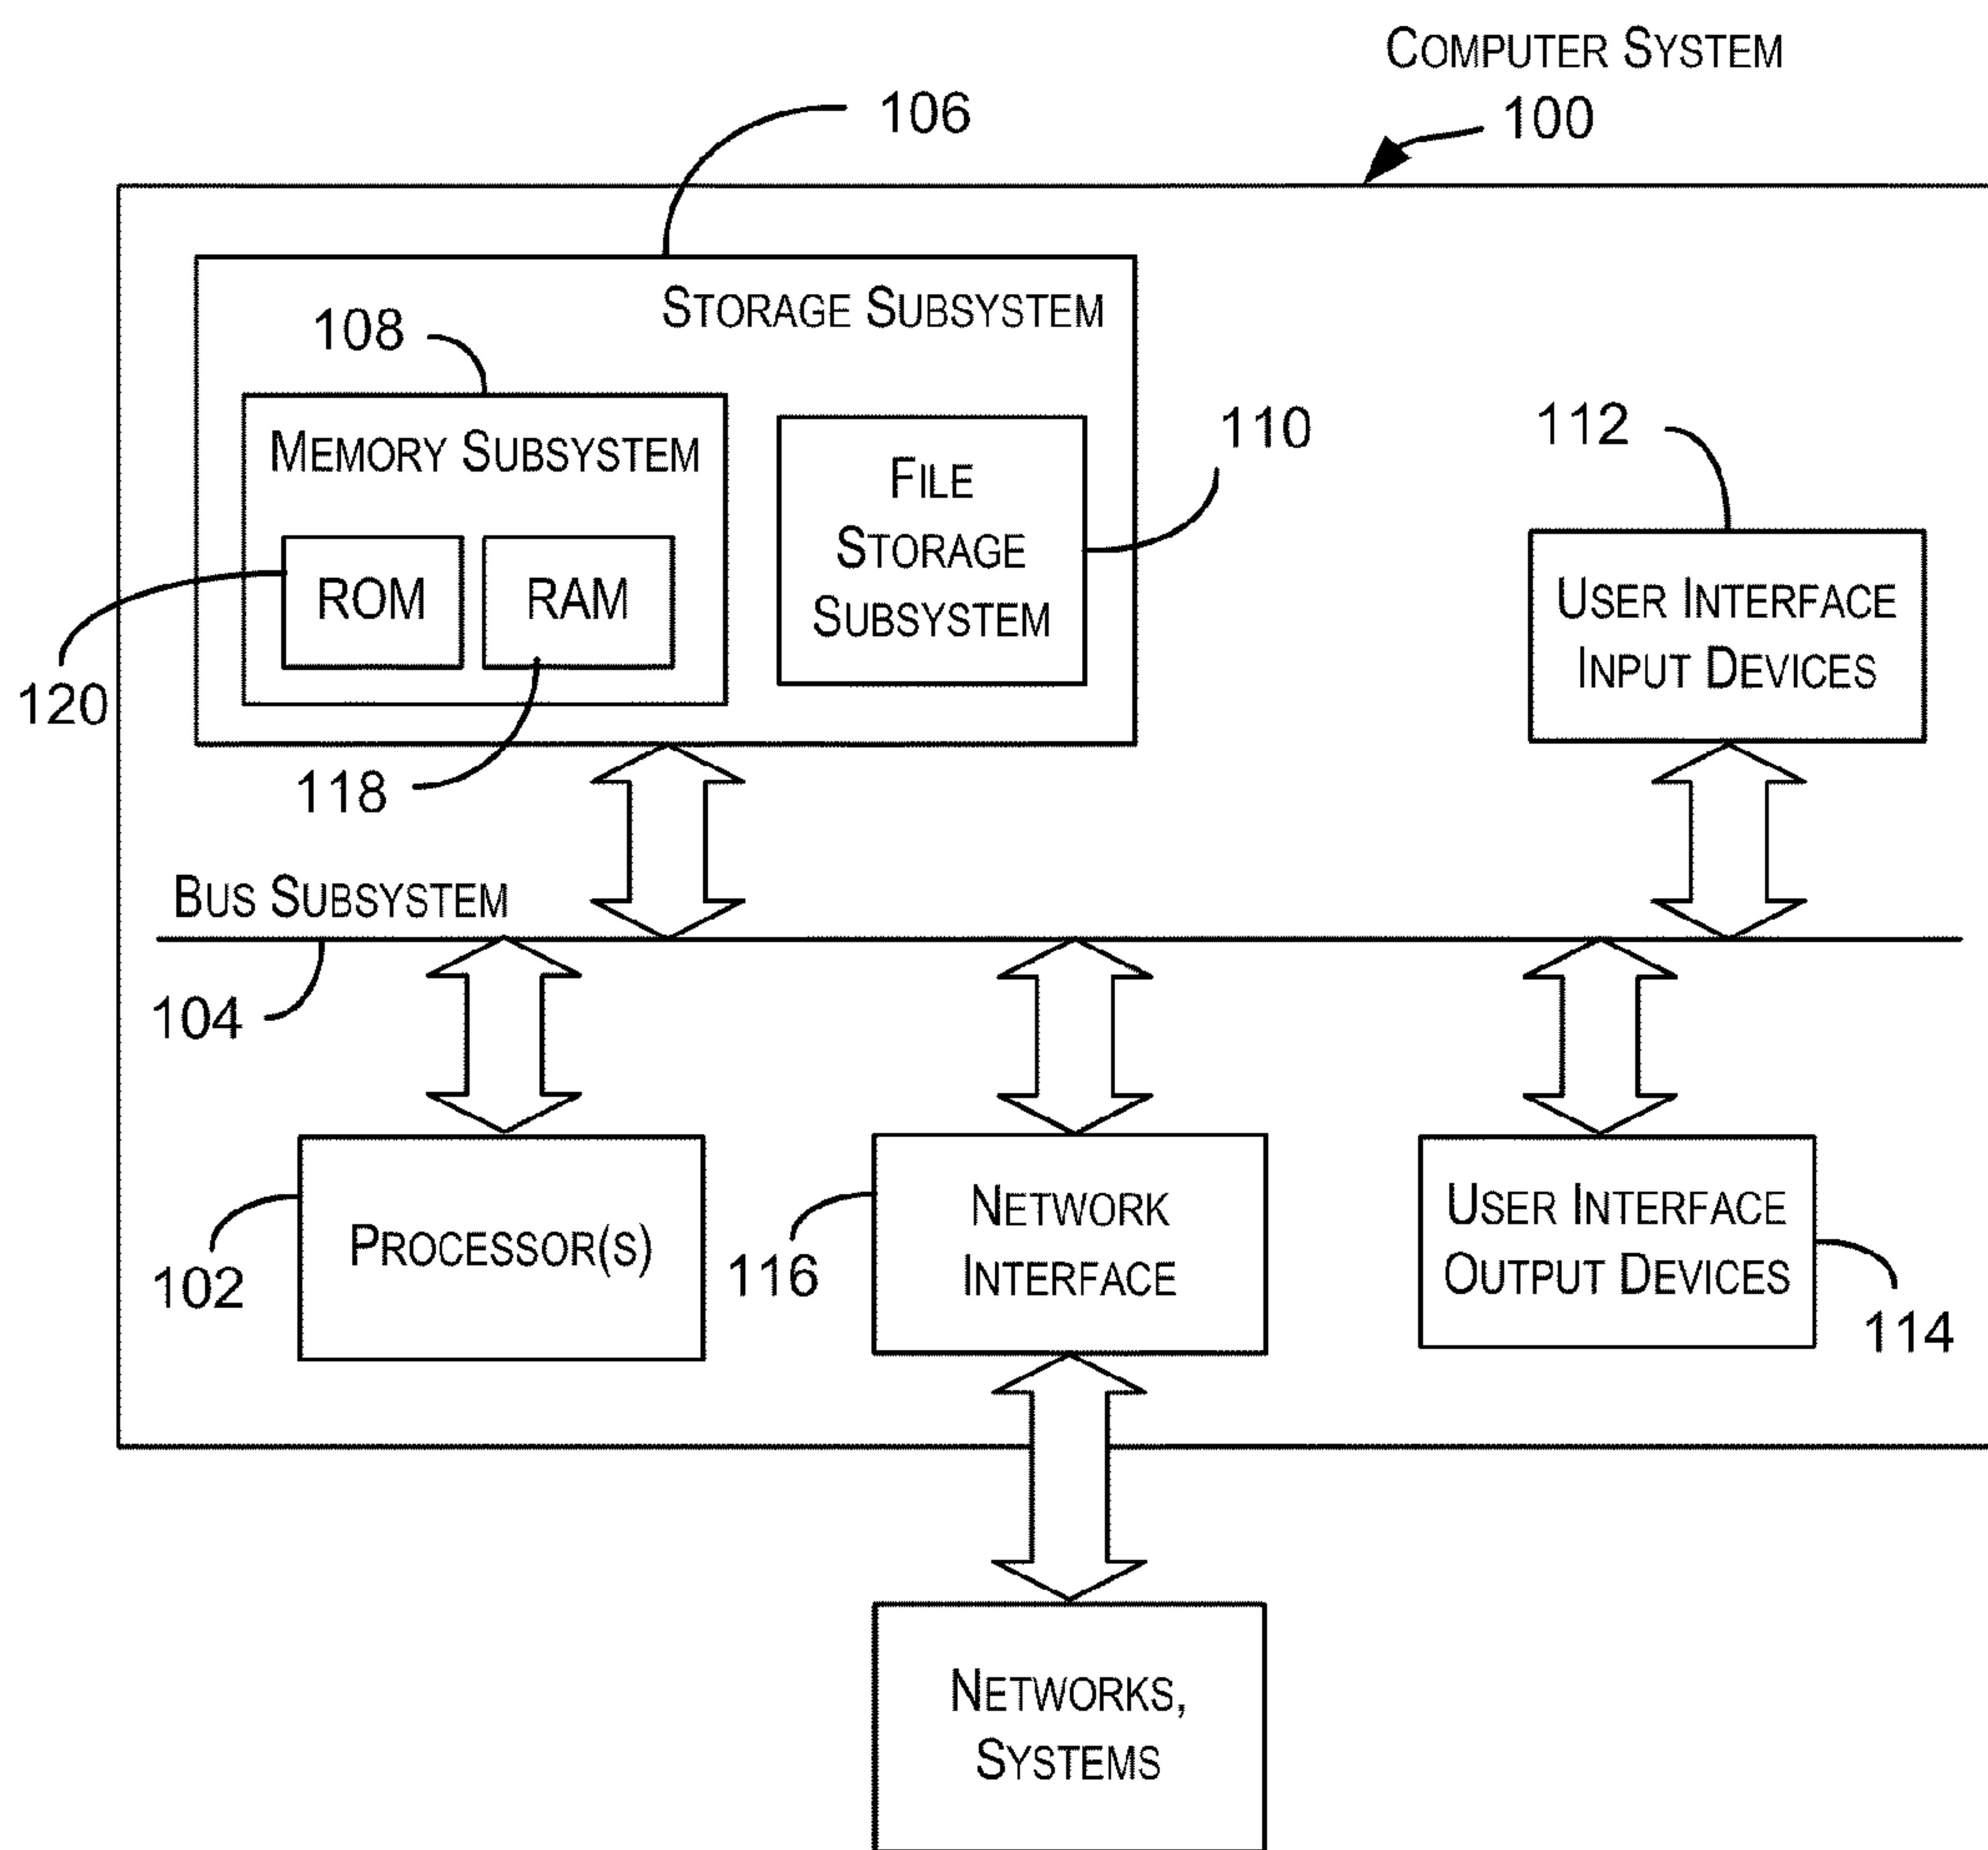 COMPUTER SYSTEM
100
106
STORAGE SUBSYSTEM
108
MEMORY SUBSYSTEM
110
112
FILE
STORAGE
SUBSYSTEM
ROM
RAM
USER INTERFACE
INPUT DEVICES
120
118
BUS SUBSYSTEM
104
PROCESSOR(S)
102
NETWORK
INTERFACE
116
USER INTERFACE
OUTPUT DEVICES
114
NETWORKS,
SYSTEMS